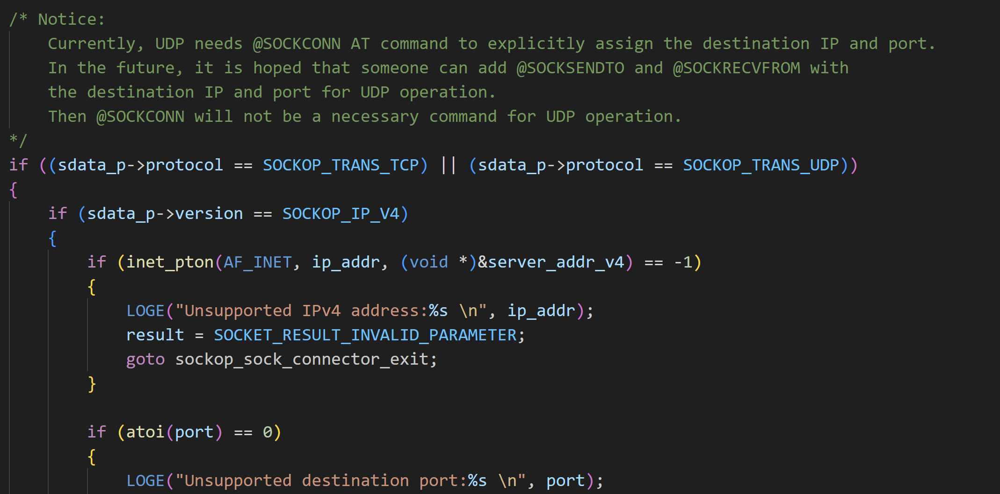 /* Notice:
Currently, UDP needs @SOCKCONN AT command to explicitly assign the destination IP and port.
In the future, it is hoped that someone can add @SOCKSENDTO and @SOCKRECVFROM with
the destination IP and port for UDP operation.
Then @SOCKCONN will not be a necessary command for UDP operation.
*/
if ((sdata_p->protocol == SOCKOP_TRANS_TCP) || (sdata_p->protocol == SOCKOP_TRANS_UDP))
{
if (sdata_p->version == SOCKOP_IP_V4)
{
if (inet_pton(AF_INET, ip_addr, (void *)&server_addr_v4) == -1)
{
LOGE("Unsupported IPv4 address:%s \n", ip_addr);
result = SOCKET_RESULT_INVALID_PARAMETER;
goto sockop_sock_connector_exit;
}
if (atoi(port) == 0)
{
LOGE("Unsupported destination port:%s \n", port);